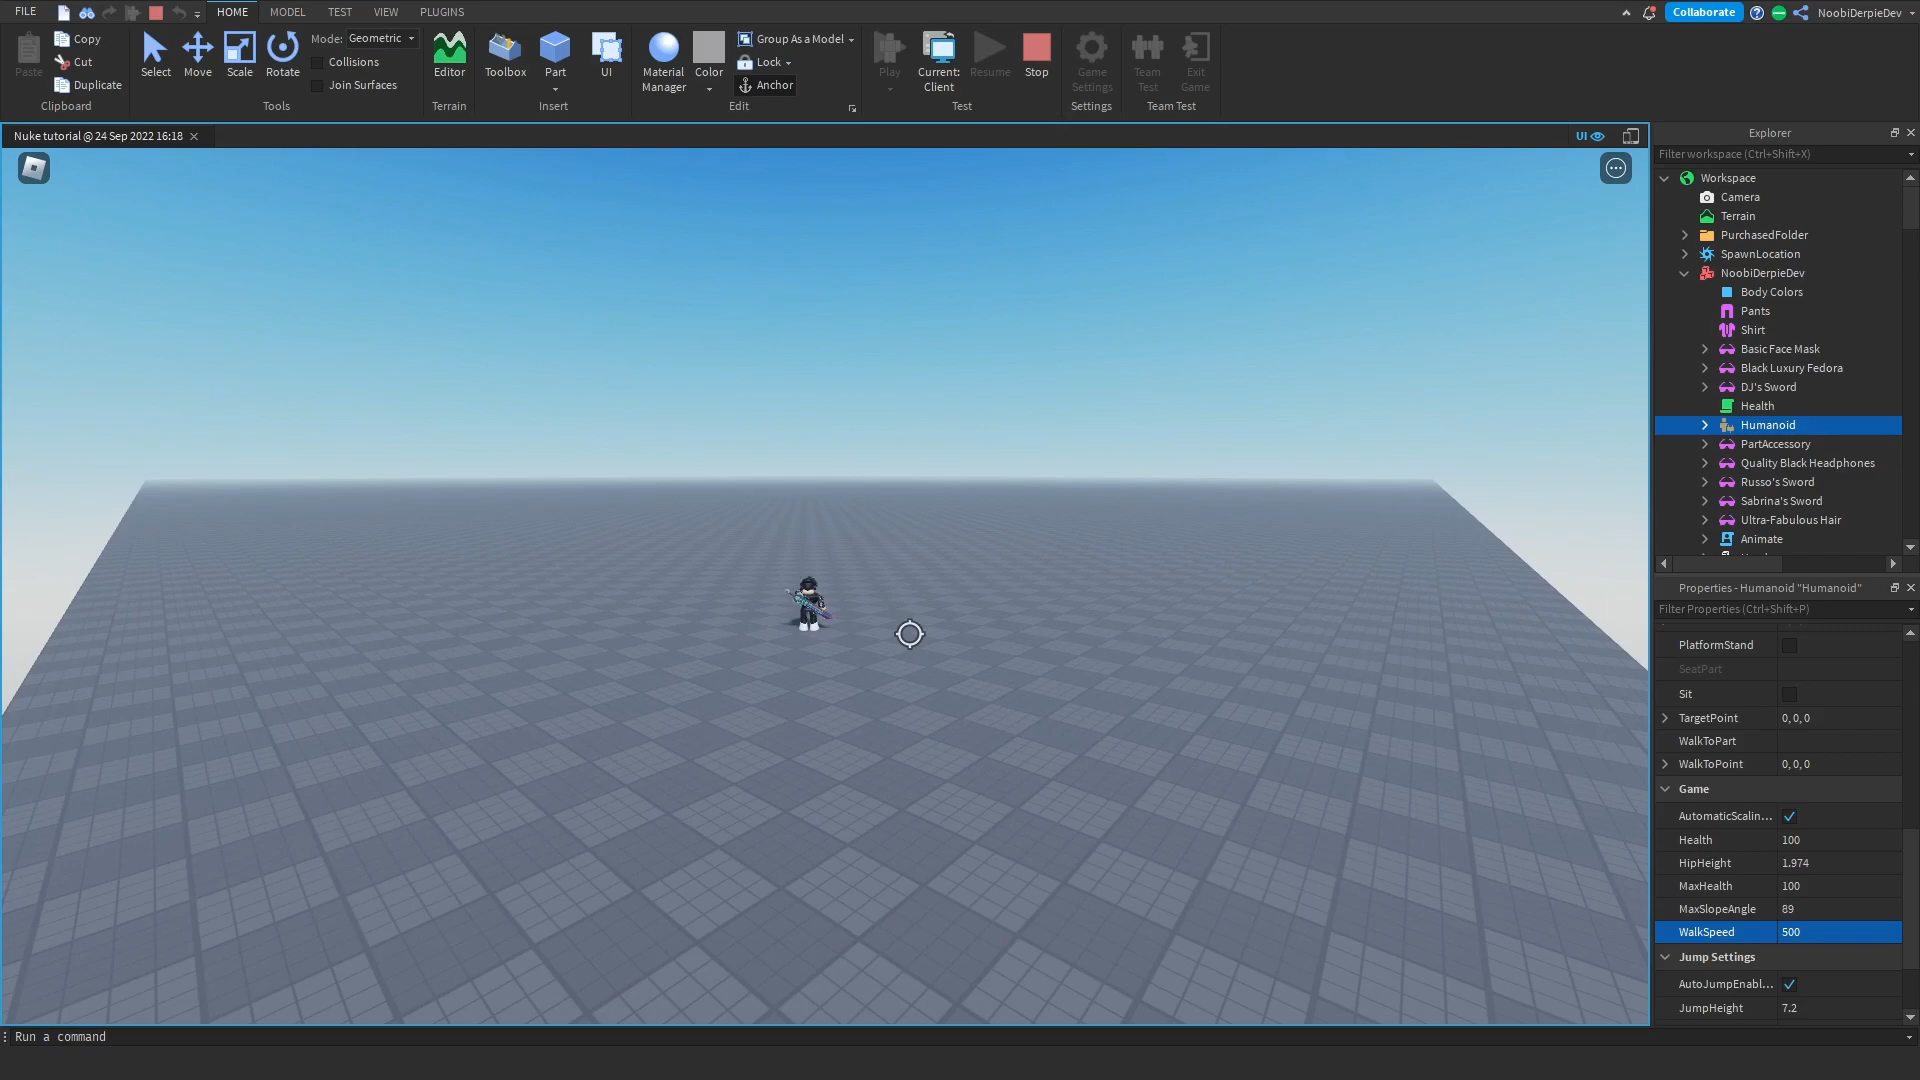 FILE
HOME
MODEL
TEST
VIEW
PLUGINS
Collaborate
NoobiDerpieDev
Paste
Copy
Cut
Duplicate
Clipboard
Select
Move
Scale
Rotate
Mode: Geometric
Collisions
Join Surfaces
Tools
Editor
Terrain
Toolbox
Part
UI
Insert
Material
Manager
Color
Group As a Model
Lock
Anchor
Edit
Play
Current:
Client
Resume
Stop
Test
Game
Settings
Settings
Team
Test
Exit
Game
Team Test
Nuke tutorial @ 24 Sep 2022 16:18
UI
Explorer
Filter workspace (Ctrl+Shift+X)
Workspace
Camera
Terrain
PurchasedFolder
SpawnLocation
NoobiDerpieDev
Body Colors
Pants
Shirt
Basic Face Mask
Black Luxury Fedora
DJ's Sword
Health
Humanoid
PartAccessory
Quality Black Headphones
Russo's Sword
Sabrina's Sword
Ultra-Fabulous Hair
Animate
Properties - Humanoid "Humanoid"
Filter Properties (Ctrl+Shift+P)
PlatformStand
SeatPart
Sit
TargetPoint 0, 0, 0
WalkToPart
WalkToPoint 0, 0, 0
Game
AutomaticScalin...
Health 100
HipHeight 1.974
MaxHealth 100
MaxSlopeAngle 89
WalkSpeed 500
Jump Settings
AutoJumpEnabl...
JumpHeight 7.2
Run a command